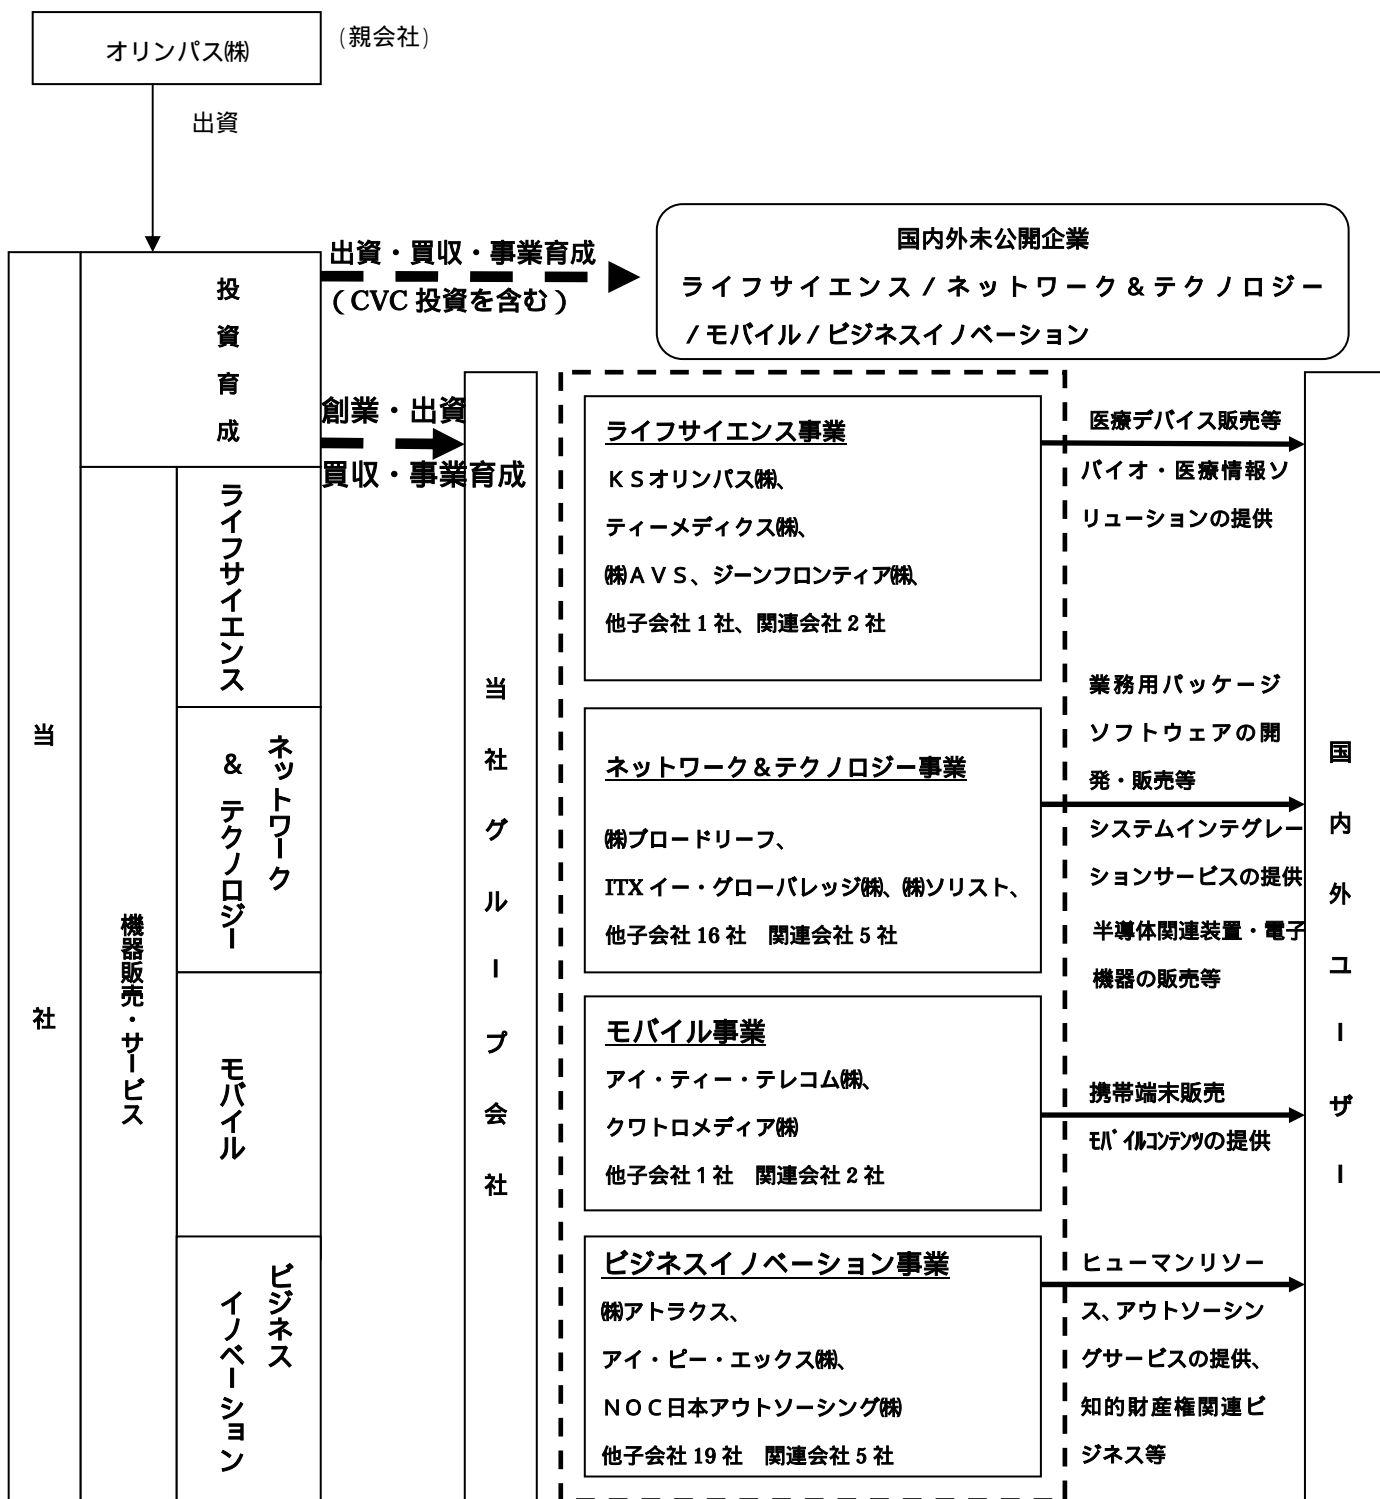 オリンパス㈱
(親会社)
出資
出資・買収・事業育成
(CVC 投資を含む)
国内外未公開企業
ライフサイエンス/ネットワーク&テクノロジー
/モバイル/ビジネスイノベーション
当社
投資育成
創業・出資
買収・事業育成
機器販売・サービス
ライフサイエンス
ネットワーク
&テクノロジー
モバイル
ビジネス
イノベーション
当社グループ会社
ライフサイエンス事業
KSオリンパス㈱、
ティーメディクス㈱、
㈱AVS、ジーンフロンティア㈱、
他子会社 1 社、関連会社 2 社
ネットワーク&テクノロジー事業
㈱ブロードリーフ、
ITX イー・グローバレッジ㈱、㈱ソリスト、
他子会社 16 社 関連会社 5 社
モバイル事業
アイ・ティー・テレコム㈱、
クワトロメディア㈱
他子会社 1 社 関連会社 2 社
ビジネスイノベーション事業
㈱アトラクス、
アイ・ピー・エックス㈱、
NOC日本アウトソーシング㈱
他子会社 19 社 関連会社 5 社
医療デバイス販売等
バイオ・医療情報ソ
リューションの提供
業務用パッケージ
ソフトウェアの開
発・販売等
システムインテグレー
ションサービスの提供
半導体関連装置・電子
機器の販売等
携帯端末販売
モバイルコンテンツの提供
ヒューマンリソー
ス、アウトソーシン
グサービスの提供、
知的財産権関連ビ
ジネス等
国内外ユーザー